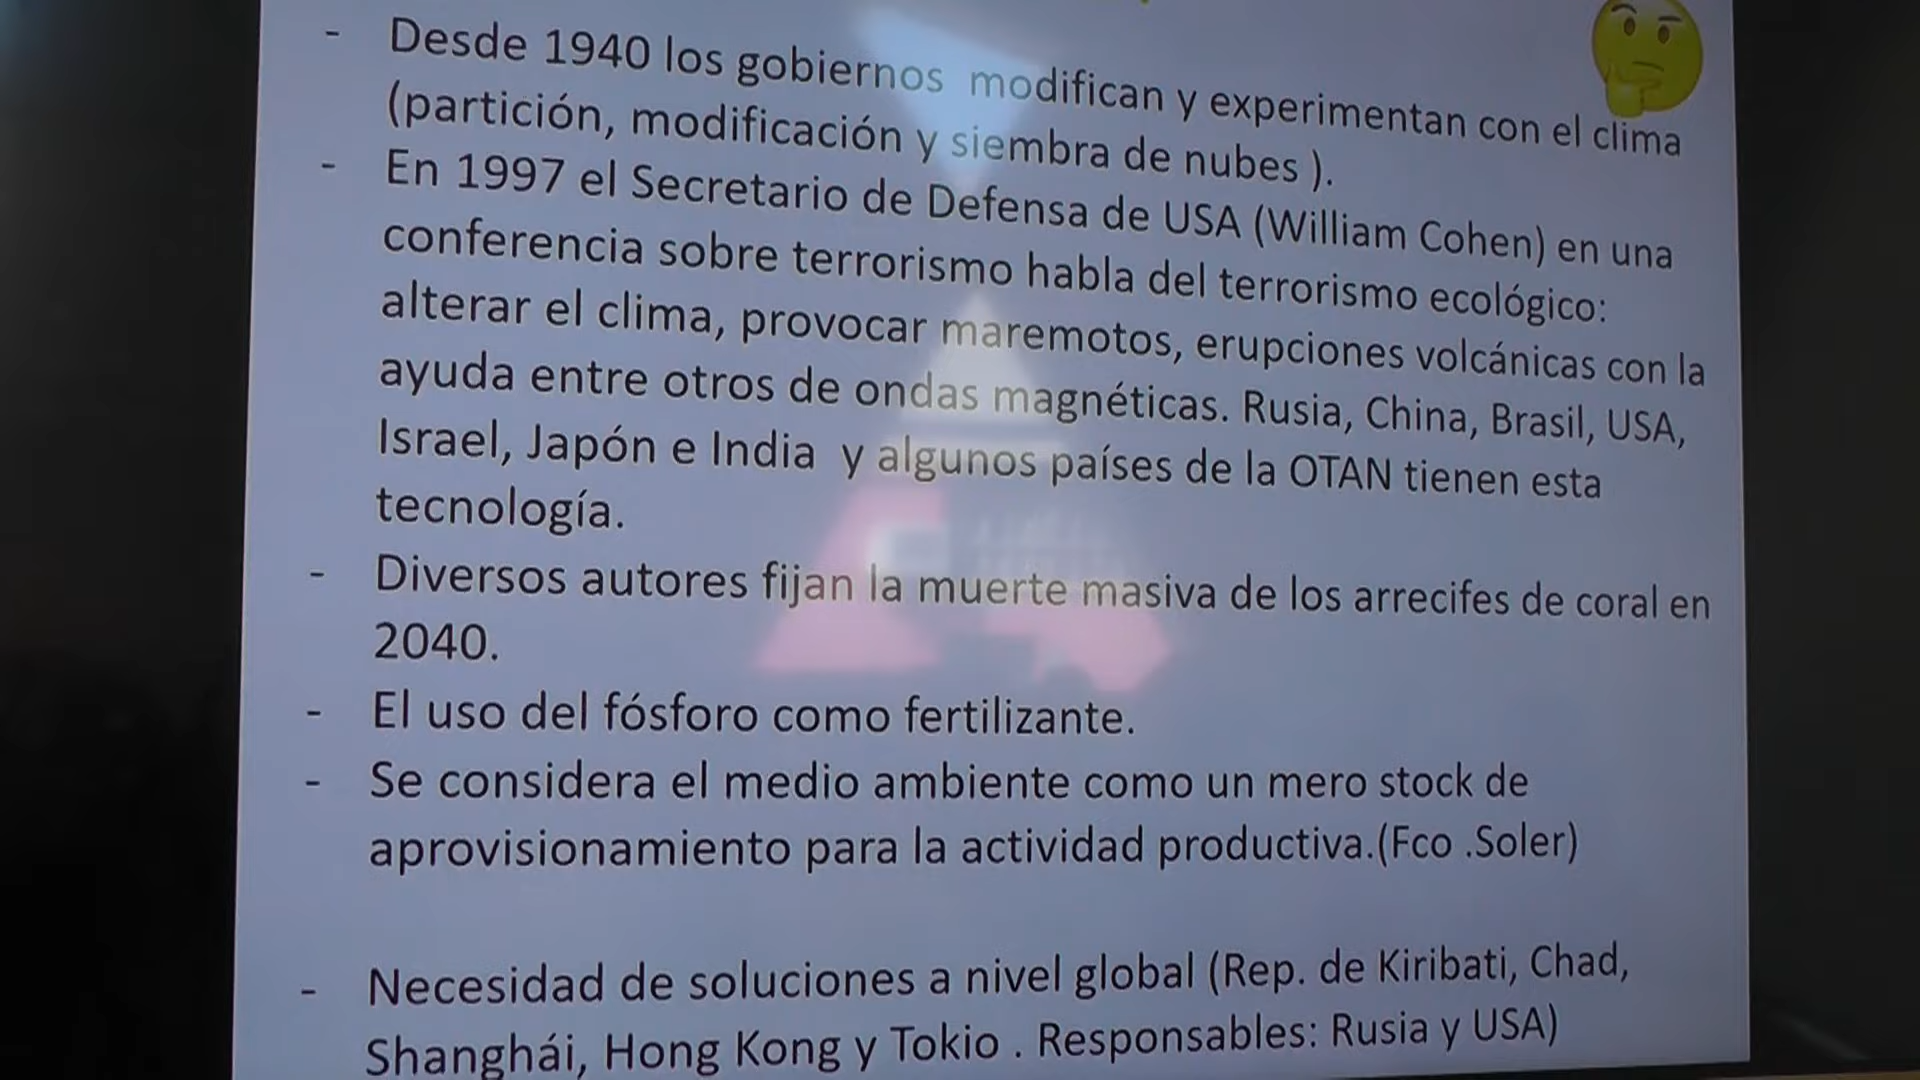 - Desde 1940 los gobiernos modifican y experimentan con el clima
(partición, modificación y siembra de nubes ).
- En 1997 el Secretario de Defensa de USA (William Cohen) en una
conferencia sobre terrorismo habla del terrorismo ecológico:
alterar el clima, provocar maremotos, erupciones volcánicas con la
ayuda entre otros de ondas magnéticas. Rusia, China, Brasil, USA,
Israel, Japón e India y algunos países de la OTAN tienen esta
tecnología.
- Diversos autores fijan la muerte masiva de los arrecifes de coral en
2040.
- El uso del fósforo como fertilizante.
- Se considera el medio ambiente como un mero stock de
aprovisionamiento para la actividad productiva.(Fco .Soler)
- Necesidad de soluciones a nivel global (Rep. de Kiribati, Chad,
Shanghái, Hong Kong y Tokio . Responsables: Rusia y USA)